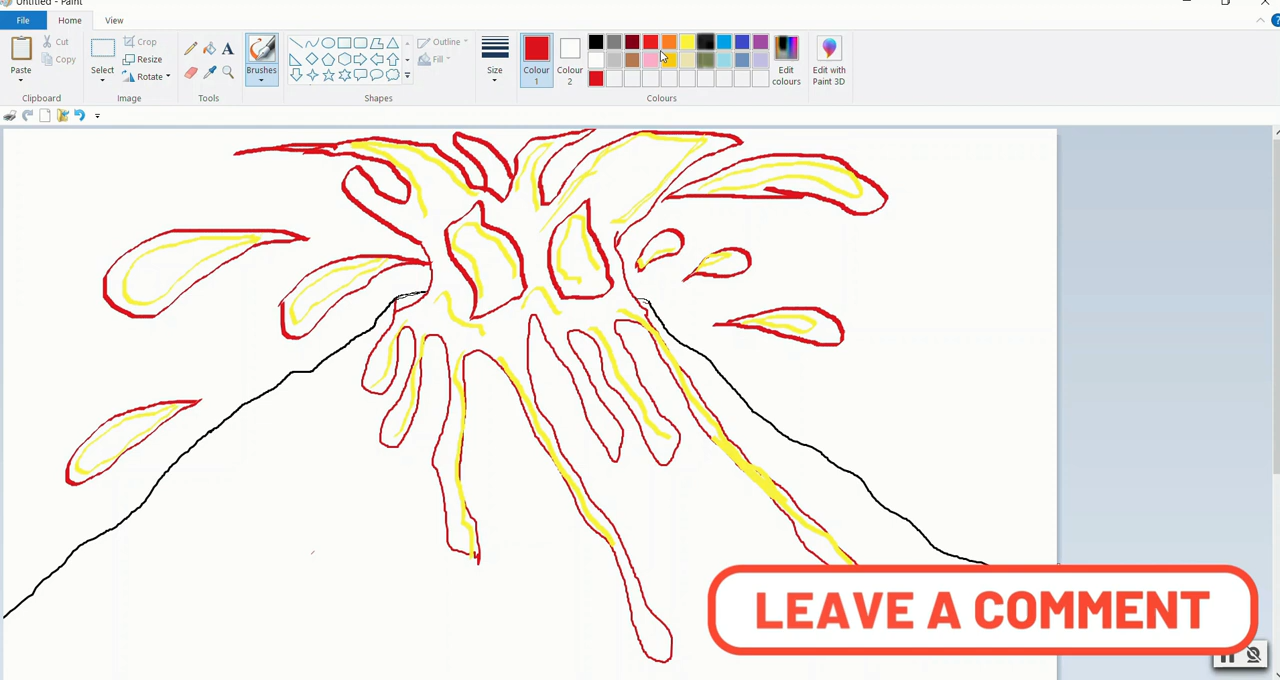 Untitled - Paint
File Home View
Paste
Cut
Copy
Clipboard
Select
Crop
Resize
Rotate
Image
A
Tools
Brushes
Outline
Fill
Shapes
Size
Colour 1
Colour 2
Edit colours
Edit with Paint 3D
Colours
LEAVE A COMMENT